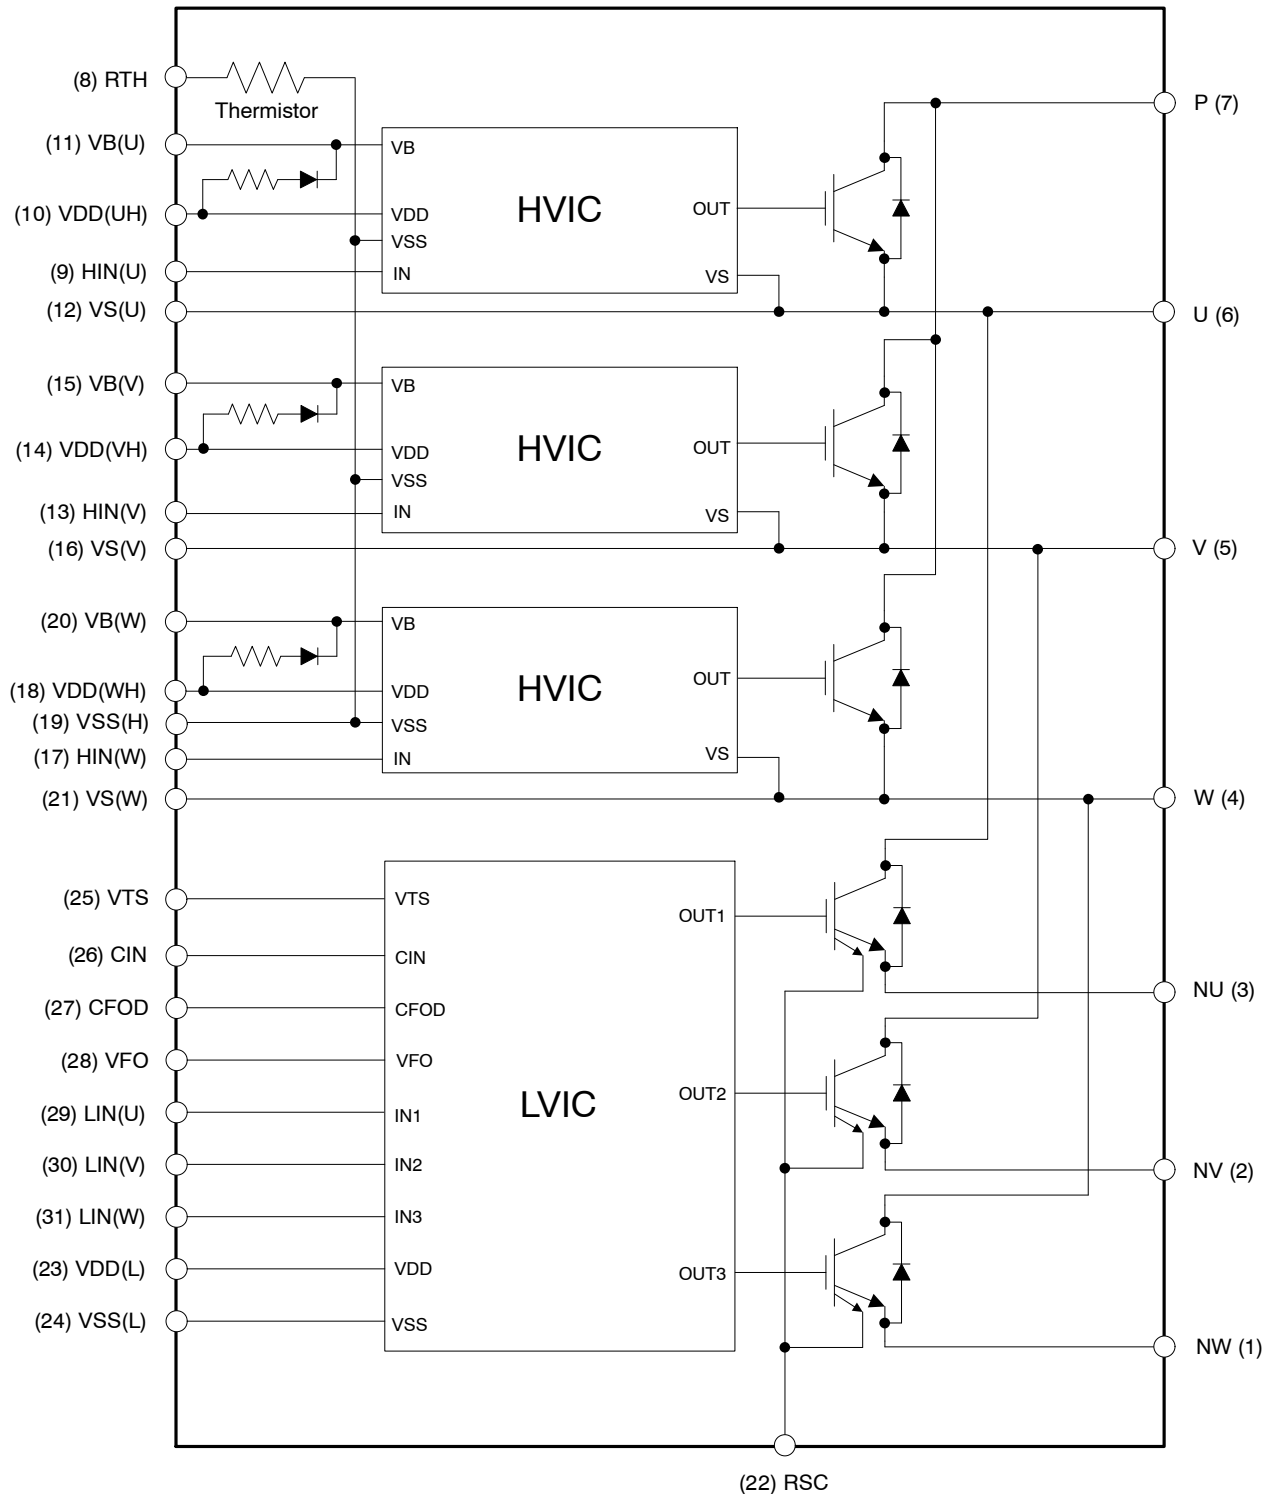 (8) RTH
Thermistor
P (7)
(11) VB(U)
VB
(10) VDD(UH)
VDD
HVIC
OUT
VSS
(9) HIN(U)
IN
VS
(12) VS(U)
U (6)
(15) VB(V)
VB
(14) VDD(VH)
VDD
HVIC
OUT
VSS
(13) HIN(V)
IN
VS
(16) VS(V)
V (5)
(20) VB(W)
VB
(18) VDD(WH)
VDD
HVIC
OUT
(19) VSS(H)
VSS
(17) HIN(W)
IN
VS
(21) VS(W)
W (4)
(25) VTS
VTS
OUT1
(26) CIN
CIN
(27) CFOD
CFOD
NU (3)
(28) VFO
VFO
(29) LIN(U)
IN1
LVIC
OUT2
(30) LIN(V)
IN2
NV (2)
(31) LIN(W)
IN3
(23) VDD(L)
VDD
OUT3
(24) VSS(L)
VSS
NW (1)
(22) RSC